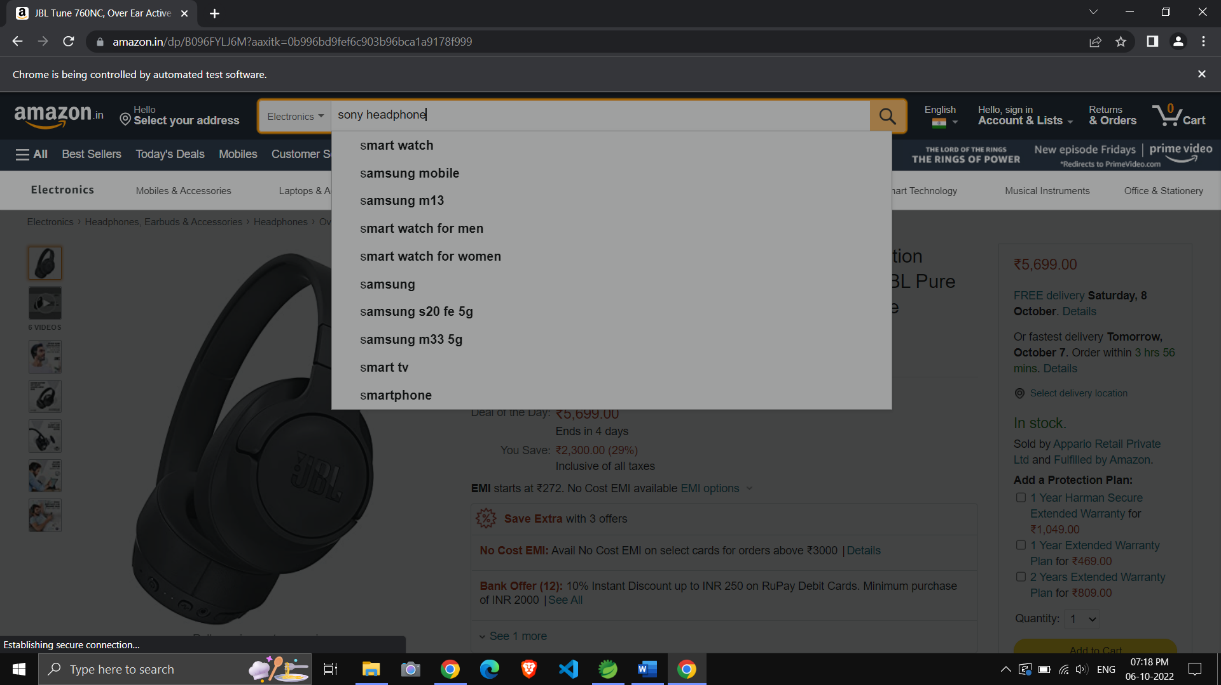 JBL Tune 760NC, Over Ear Active
amazon.in/dp/B096FYLJ6M?aaxitk=0b996bd9fef6c903b96bca1a9178f999
Chrome is being controlled by automated test software.
amazon.in
Hello
Select your address
Electronics
sony headphone
English
Hello, sign in
Account & Lists
Returns
& Orders
0
Cart
All
Best Sellers
Today's Deals
Mobiles
Customer S
THE LORD OF THE RINGS
THE RINGS OF POWER
New episode Fridays
*Redirects to PrimeVideo.com
prime video
Electronics
Mobiles & Accessories
Laptops & A
art Technology
Musical Instruments
Office & Stationery
smart watch
samsung mobile
samsung m13
smart watch for men
smart watch for women
samsung
samsung s20 fe 5g
samsung m33 5g
smart tv
smartphone
Electronics › Headphones, Earbuds & Accessories › Headphones › Ov
6 VIDEOS
JBL
tion
BL Pure
e
Deal of the Day: ₹5,699.00
Ends in 4 days
You Save: ₹2,300.00 (29%)
Inclusive of all taxes
EMI starts at ₹272. No Cost EMI available EMI options
Save Extra with 3 offers
No Cost EMI: Avail No Cost EMI on select cards for orders above ₹3000 | Details
Bank Offer (12): 10% Instant Discount up to INR 250 on RuPay Debit Cards. Minimum purchase
of INR 2000 | See All
See 1 more
₹5,699.00
FREE delivery Saturday, 8
October. Details
Or fastest delivery Tomorrow,
October 7. Order within 3 hrs 56
mins. Details
Select delivery location
In stock.
Sold by Appario Retail Private
Ltd and Fulfilled by Amazon.
Add a Protection Plan:
1 Year Harman Secure
Extended Warranty for
₹1,049.00
1 Year Extended Warranty
Plan for ₹469.00
2 Years Extended Warranty
Plan for ₹809.00
Quantity: 1
Add to Cart
Establishing secure connection...
Type here to search
ENG
07:18 PM
06-10-2022